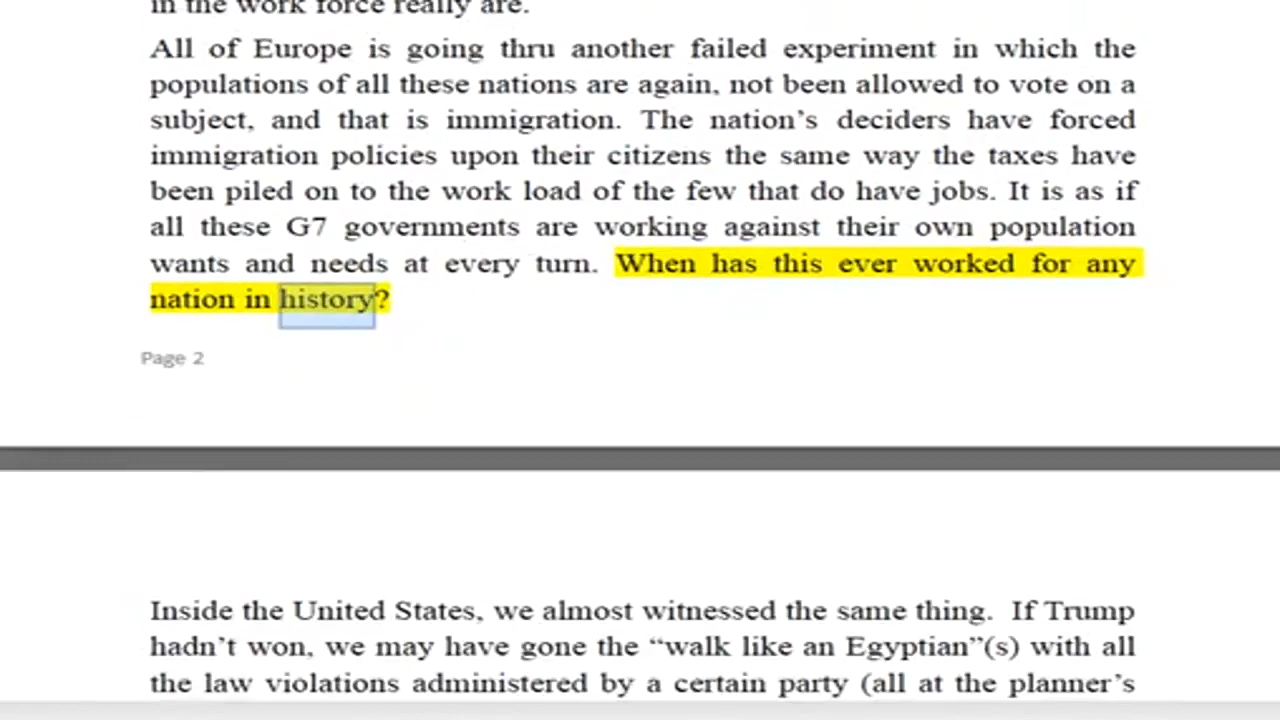 in the work force really are.
All of Europe is going thru another failed experiment in which the
populations of all these nations are again, not been allowed to vote on a
subject, and that is immigration. The nation’s deciders have forced
immigration policies upon their citizens the same way the taxes have
been piled on to the work load of the few that do have jobs. It is as if
all these G7 governments are working against their own population
wants and needs at every turn. When has this ever worked for any
nation in history?
Page 2
Inside the United States, we almost witnessed the same thing.  If Trump
hadn’t won, we may have gone the “walk like an Egyptian”(s) with all
the law violations administered by a certain party (all at the planner’s